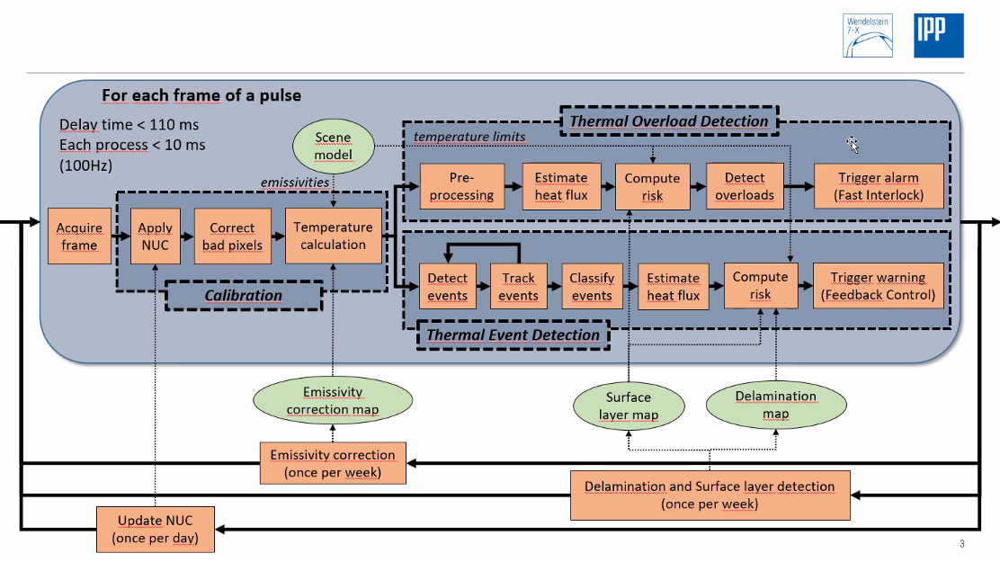 Wendelstein
7-X
IPP
For each frame of a pulse
Delay time < 110 ms
Each process < 10 ms
(100Hz)
Scene
model
emissivities
temperature limits
Thermal Overload Detection
Pre-
processing
Estimate
heat flux
Compute
risk
Detect
overloads
Trigger alarm
(Fast Interlock)
Acquire
frame
Apply
NUC
Correct
bad pixels
Temperature
calculation
Calibration
Detect
events
Track
events
Classify
events
Estimate
heat flux
Compute
risk
Trigger warning
(Feedback Control)
Thermal Event Detection
Emissivity
correction map
Surface
layer map
Delamination
map
Emissivity correction
(once per week)
Delamination and Surface layer detection
(once per week)
Update NUC
(once per day)
3